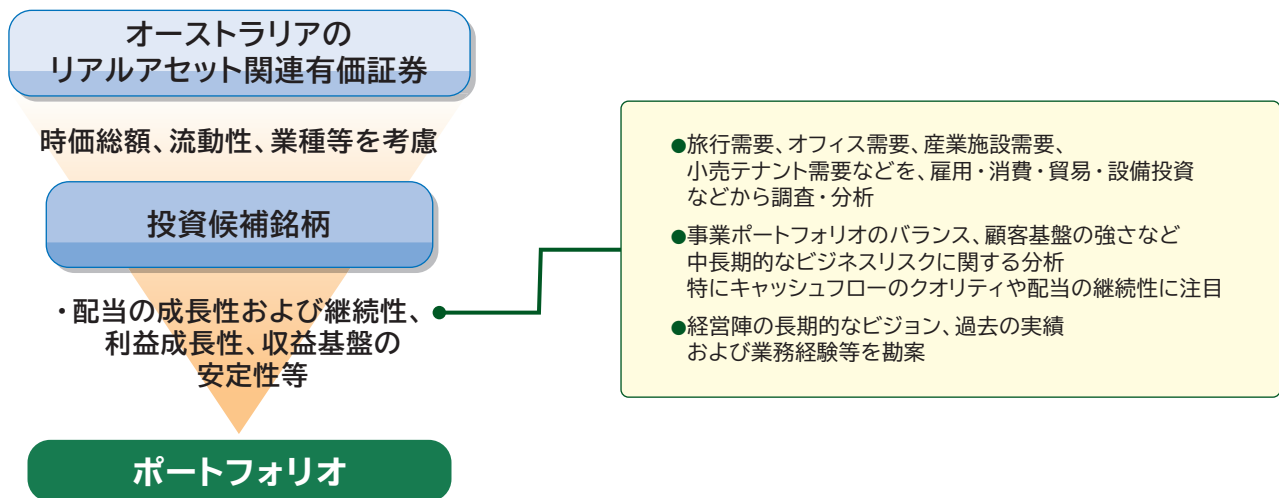 オーストラリアの
リアルアセット関連有価証券
時価総額、流動性、業種等を考慮
投資候補銘柄
・配当の成長性および継続性、
利益成長性、収益基盤の
安定性等
ポートフォリオ
●旅行需要、オフィス需要、産業施設需要、
小売テナント需要などを、雇用・消費・貿易・設備投資
などから調査・分析
●事業ポートフォリオのバランス、顧客基盤の強さなど
中長期的なビジネスリスクに関する分析
特にキャッシュフローのクオリティや配当の継続性に注目
●経営陣の長期的なビジョン、過去の実績
および業務経験等を勘案